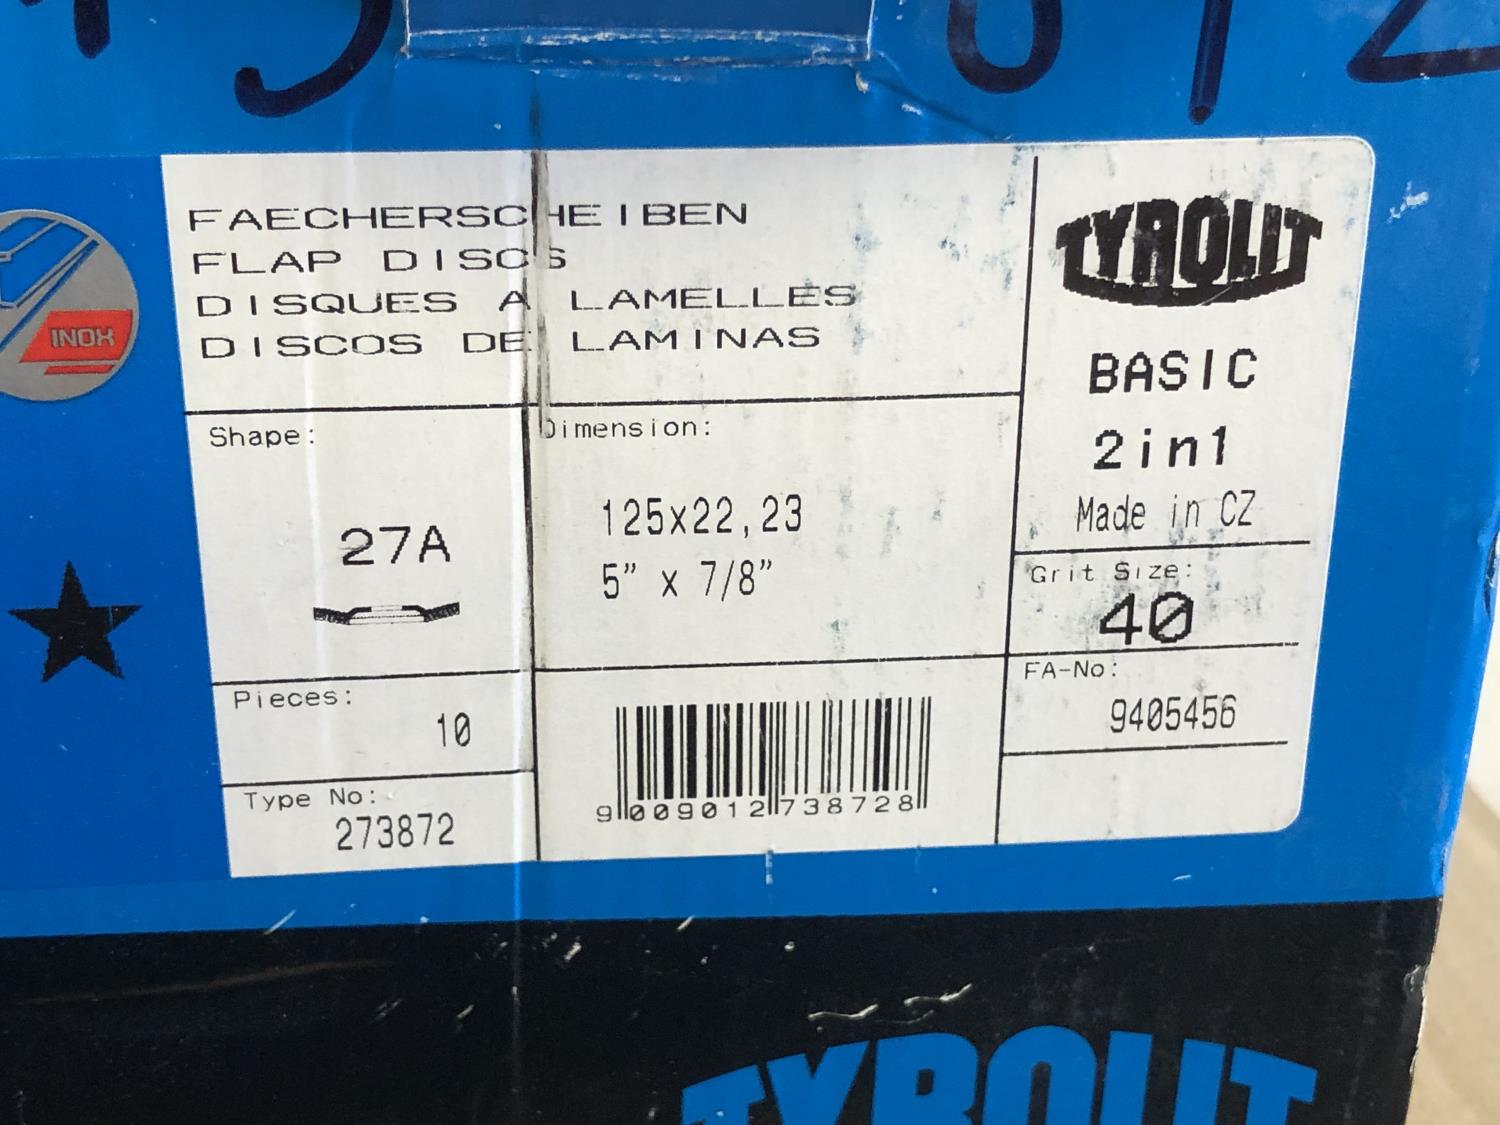 FAECHERSCHEIBEN
FLAP DISCS
DISQUES A LAMELLES
DISCOS DE LAMINAS
TYROLIT
BASIC
2in1
Made in CZ
INOX
Shape:
27A
Dimension:
125x22,23
5” x 7/8”
Grit Size:
40
Pieces:
10
FA-No:
9405456
Type No:
273872
9009012738728
TYROLIT